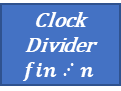 Clock
Divider
fin ⸓ n